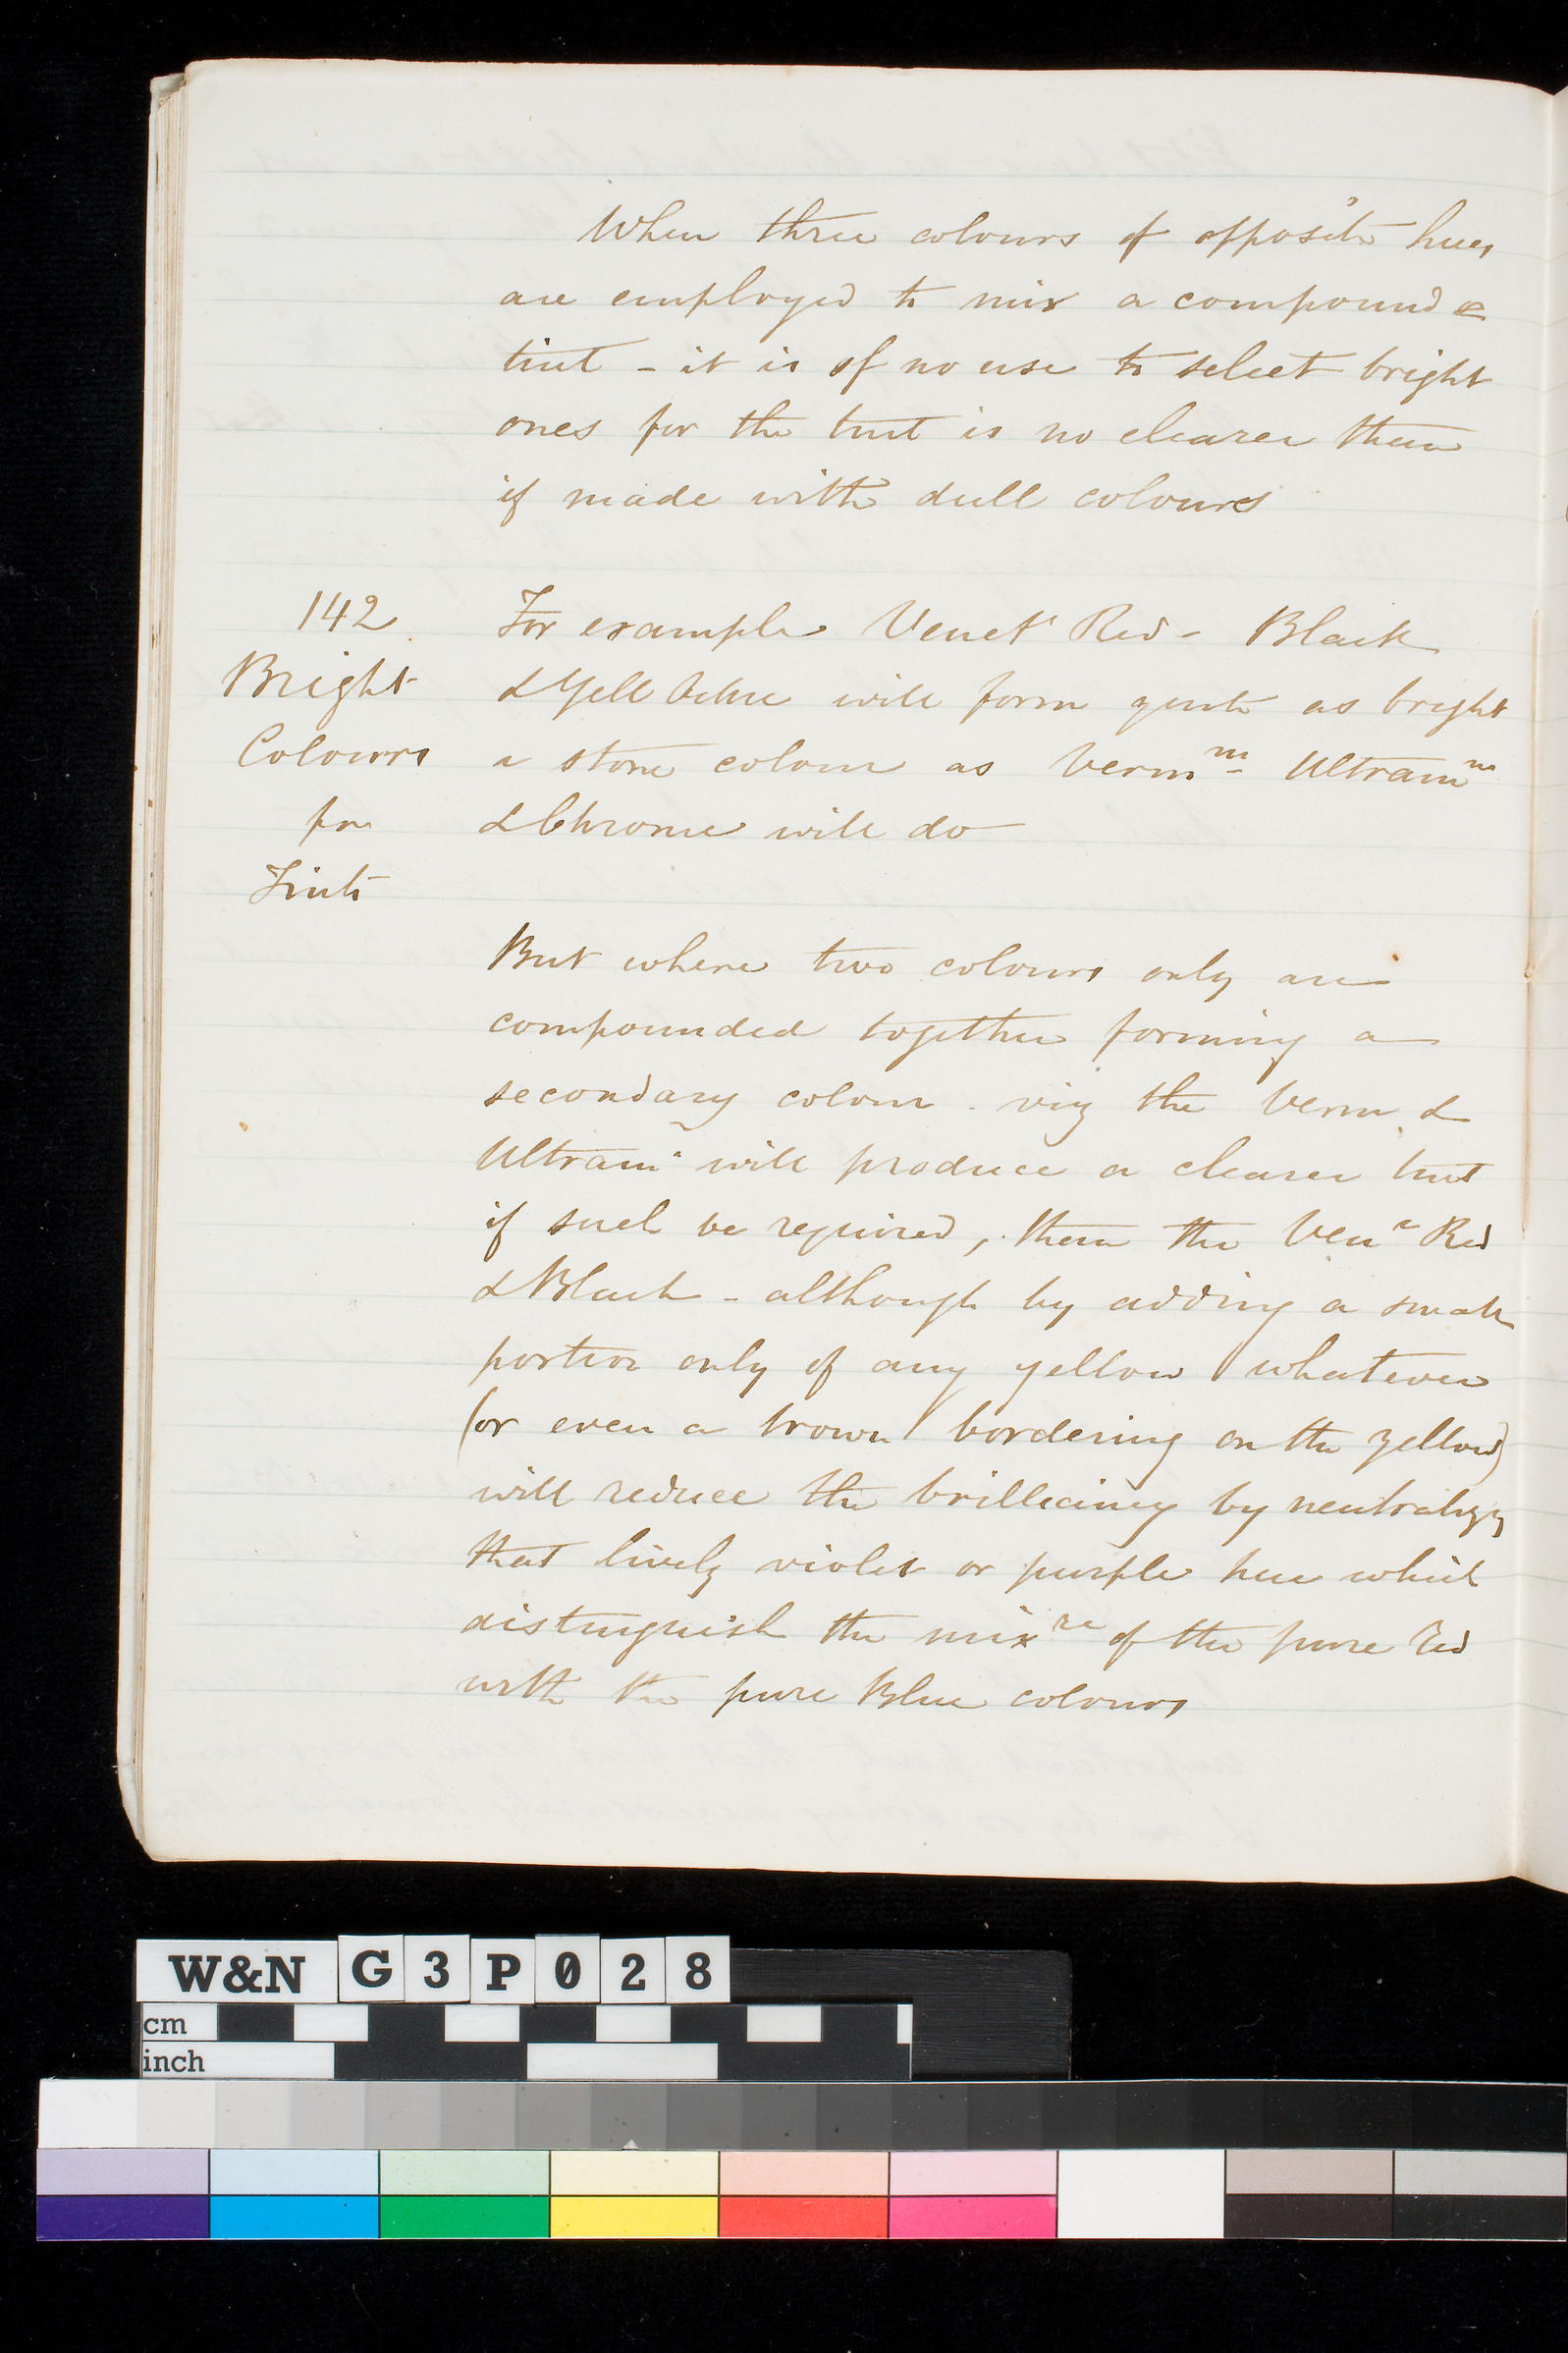 When three colours of opposite hues
are employed to mix a compound
tint - it is of no use to select bright
ones for the tint is no clearer than
if made with dull colours
142
Bright
Colours
for
Tints
For example Venet Red - Black
& Yell Ochre will form quite as bright
a stone colour as Verm^m Ultram^ne
& Chrome will do
But where two colours only are
compounded together forming a
secondary colour. viz the Verm &
Ultram will produce a clearer tint
if such be required, than the Ven^n Red
& Black - although by adding a small
portion only of any yellow whatever
(or even a brown bordering on the yellow)
will reduce the brilliancy by neutralizg
that lively violet or purple hue which
distinguish the mix^re of the pure red
with the pure Blue colours
W&N G3P028
cm
inch